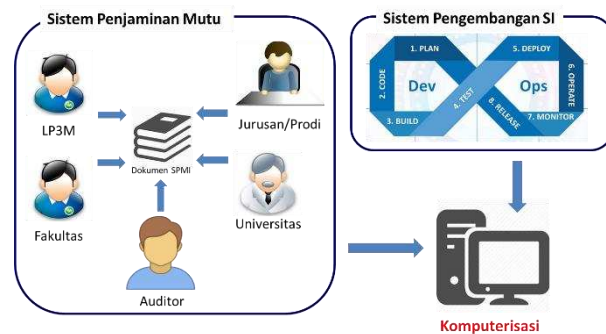 Sistem Penjaminan Mutu
LP3M
Jurusan/Prodi
Dokumen SPMI
Fakultas
Universitas
Auditor
Sistem Pengembangan SI
1. PLAN
2. CODE
3. BUILD
4. TEST
5. DEPLOY
6. OPERATE
7. MONITOR
8. RELEASE
Dev
Ops
Komputerisasi